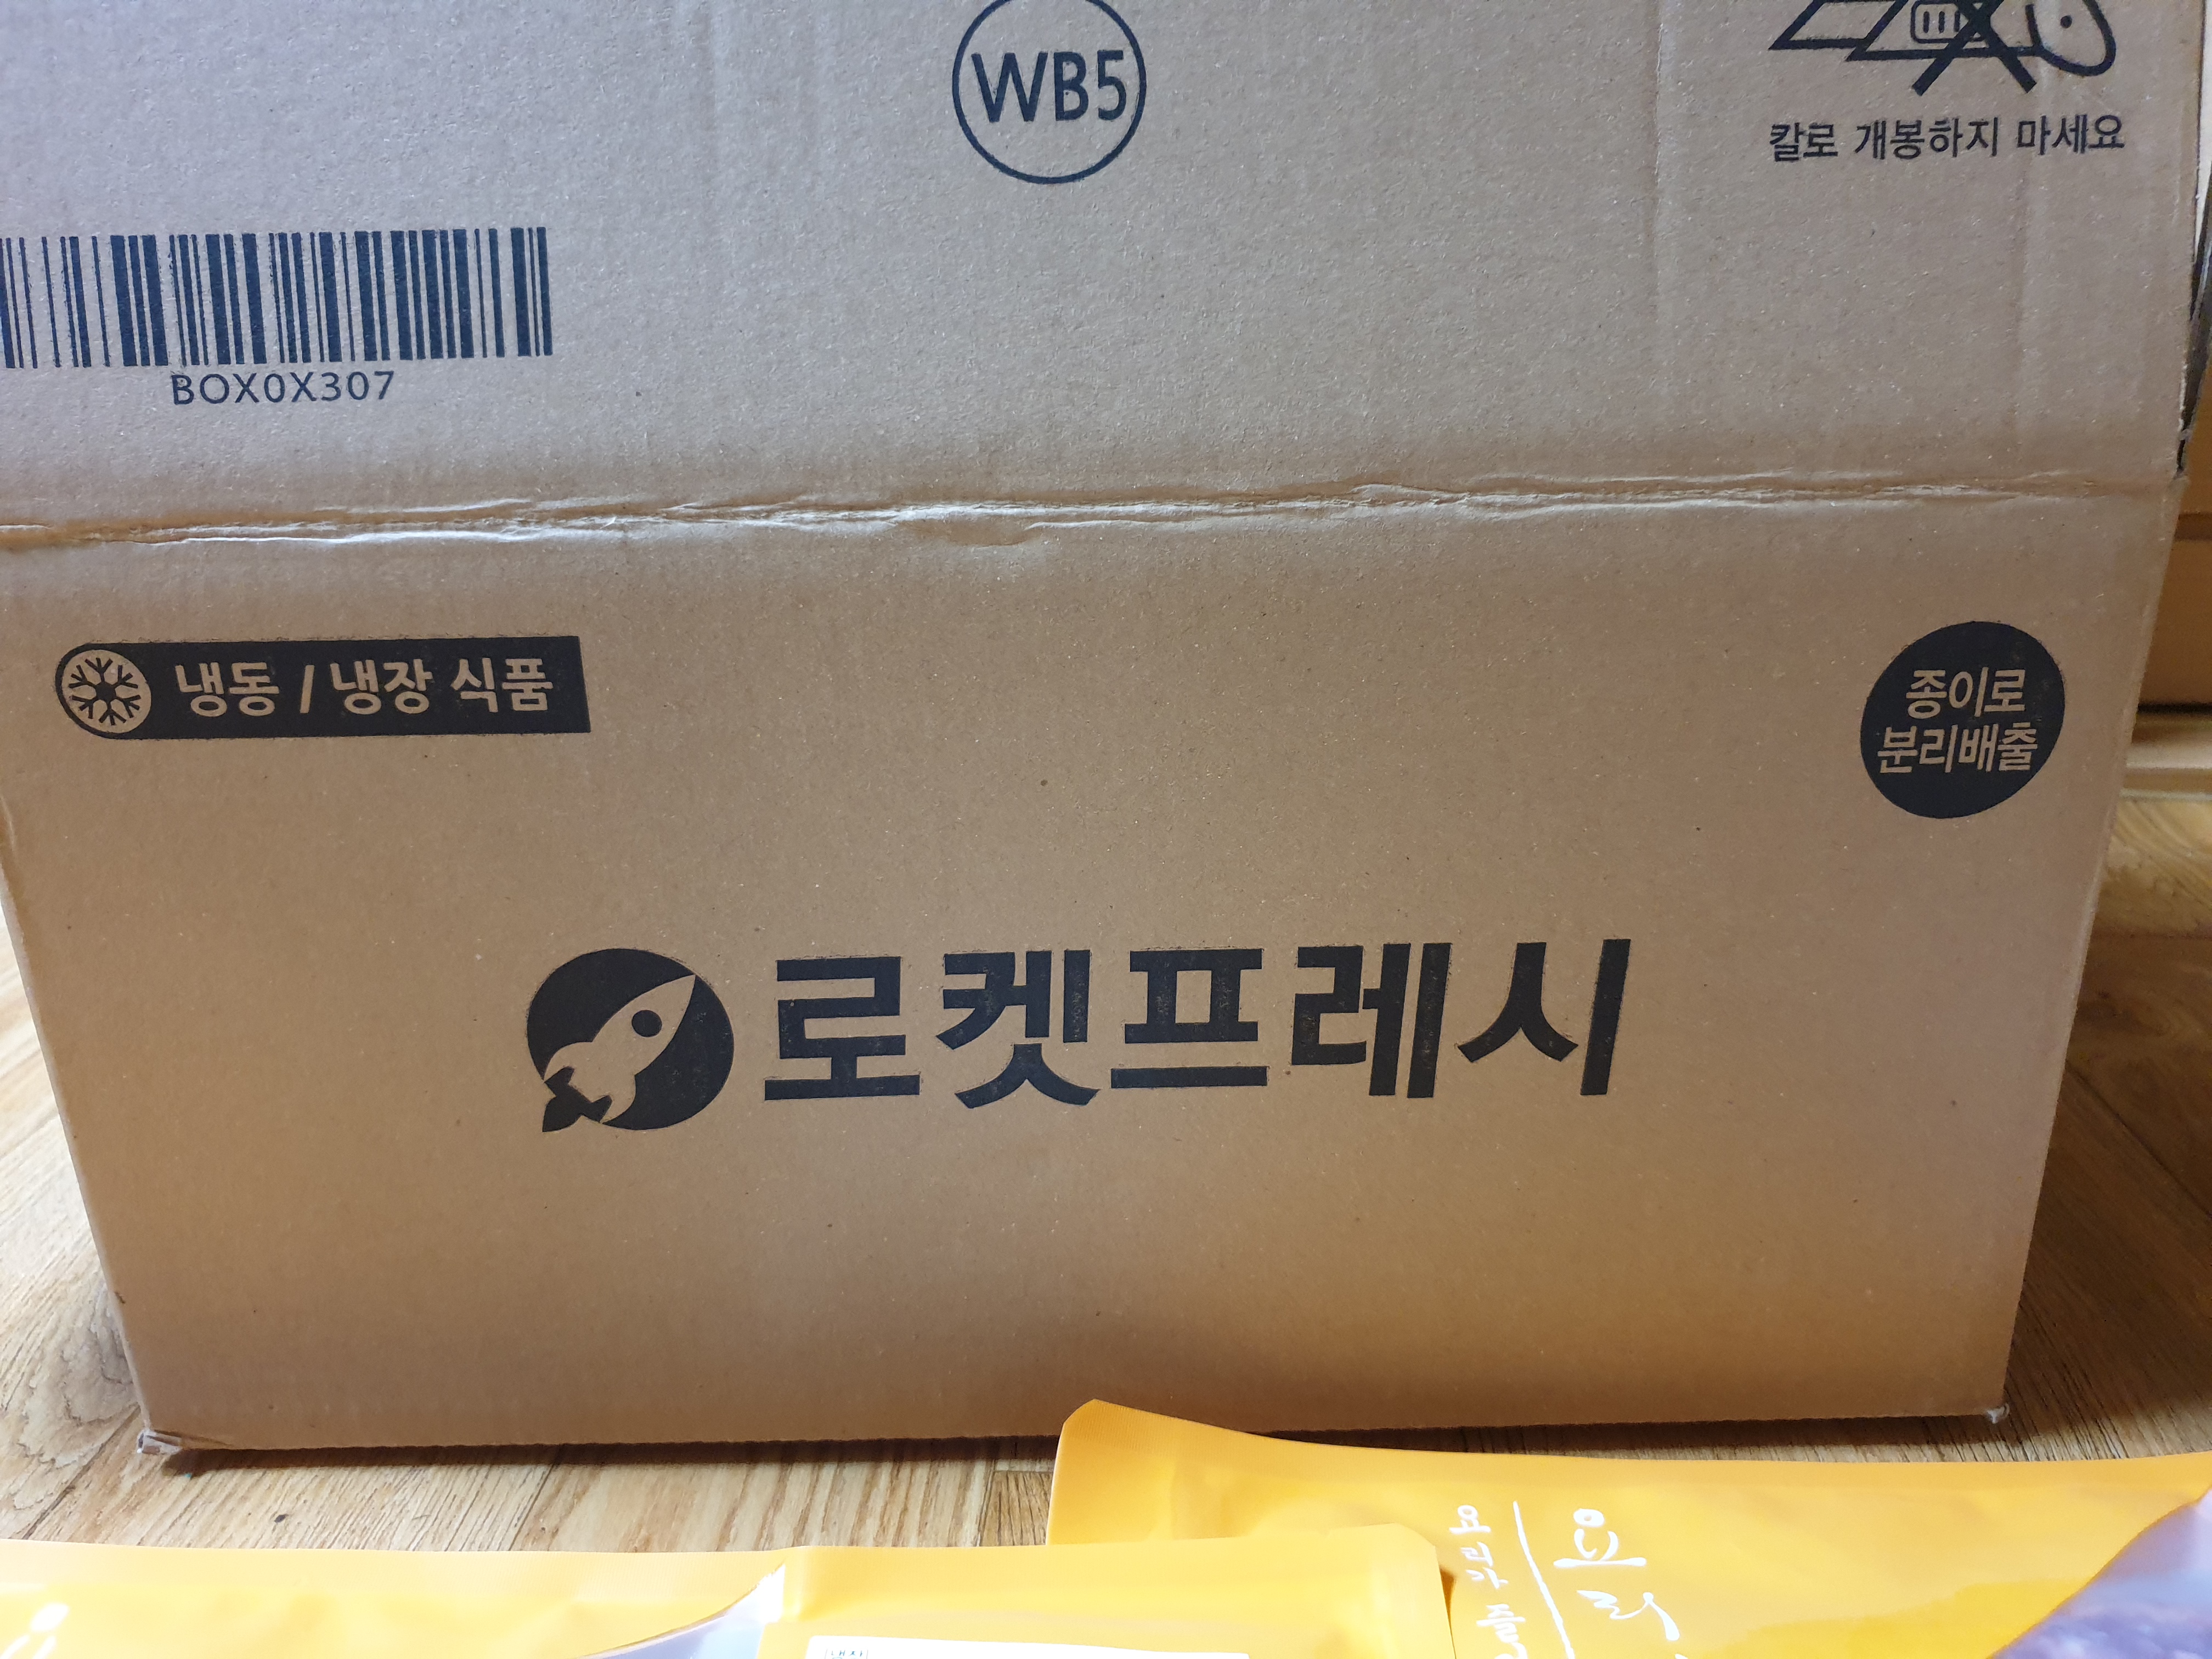 WB5
칼로 개봉하지 마세요
BOX0X307
냉동 / 냉장 식품
종이로
분리배출
로켓프레시